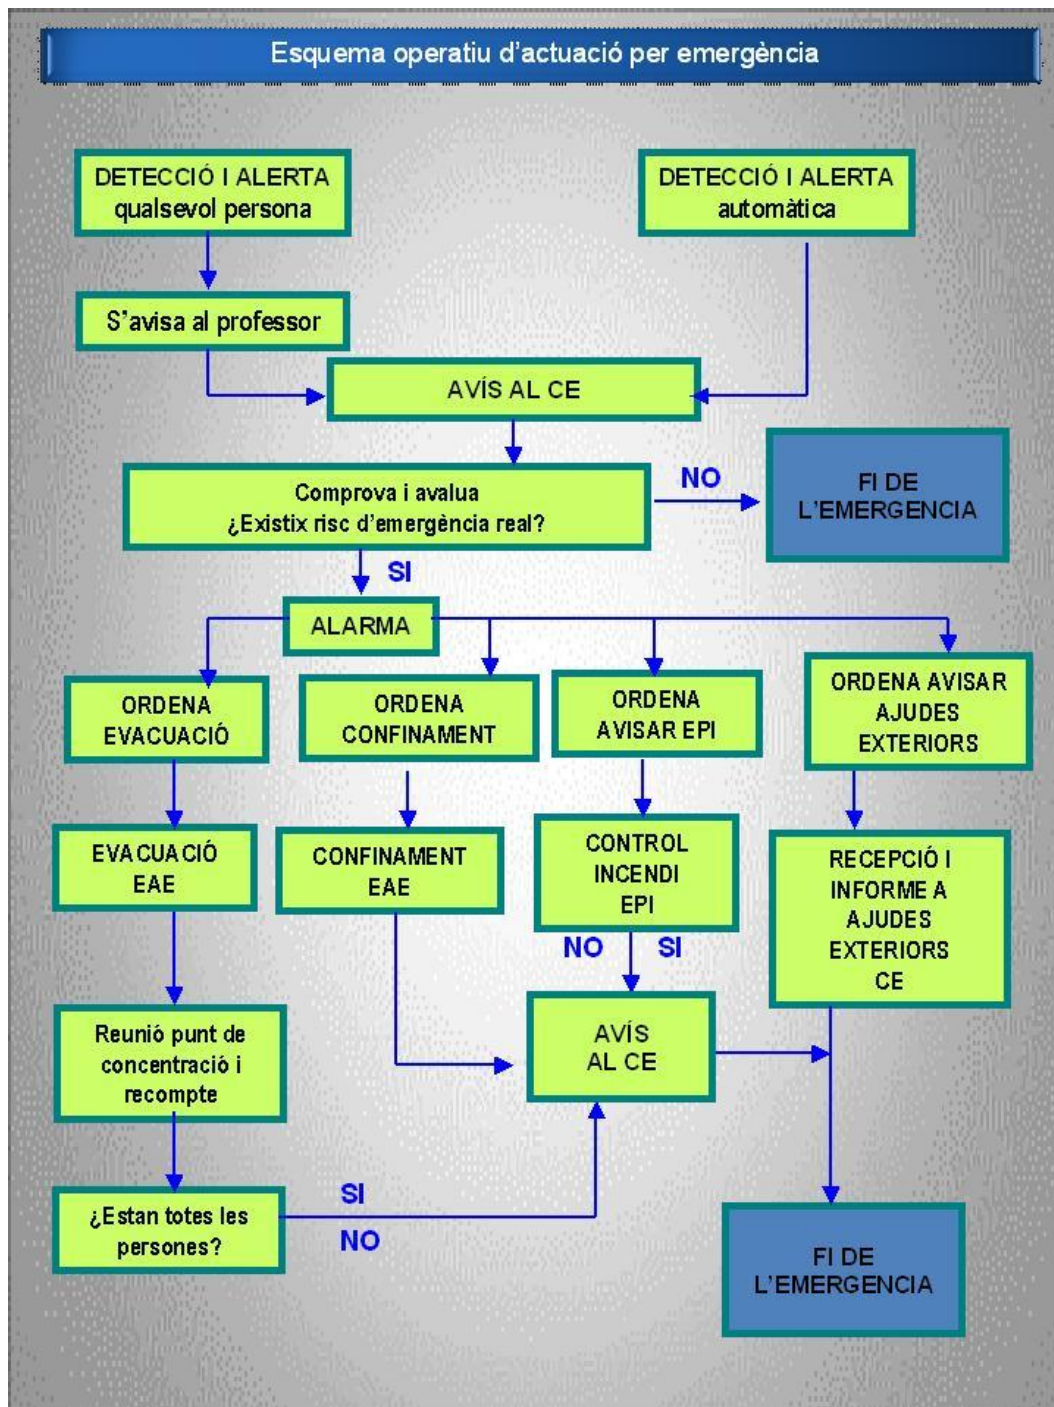 Esquema operatiu d'actuació per emergència
DETECCIÓ I ALERTA
qualsevol persona
DETECCIÓ I ALERTA
automàtica
S'avisa al professor
AVÍS AL CE
Comprova i avalua
¿Existix risc d'emergència real?
NO
FI DE
L'EMERGENCIA
SI
ALARMA
ORDENA
EVACUACIÓ
ORDENA
CONFINAMENT
ORDENA
AVISAR EPI
ORDENA AVISAR
AJUDES
EXTERIORS
EVACUACIÓ
EAE
CONFINAMENT
EAE
CONTROL
INCENDI
EPI
RECEPCIÓ I
INFORME A
AJUDES
EXTERIORS
CE
NO
SI
Reunió punt de
concentració i
recompte
AVÍS
AL CE
¿Estan totes les
persones?
SI
NO
FI DE
L'EMERGENCIA